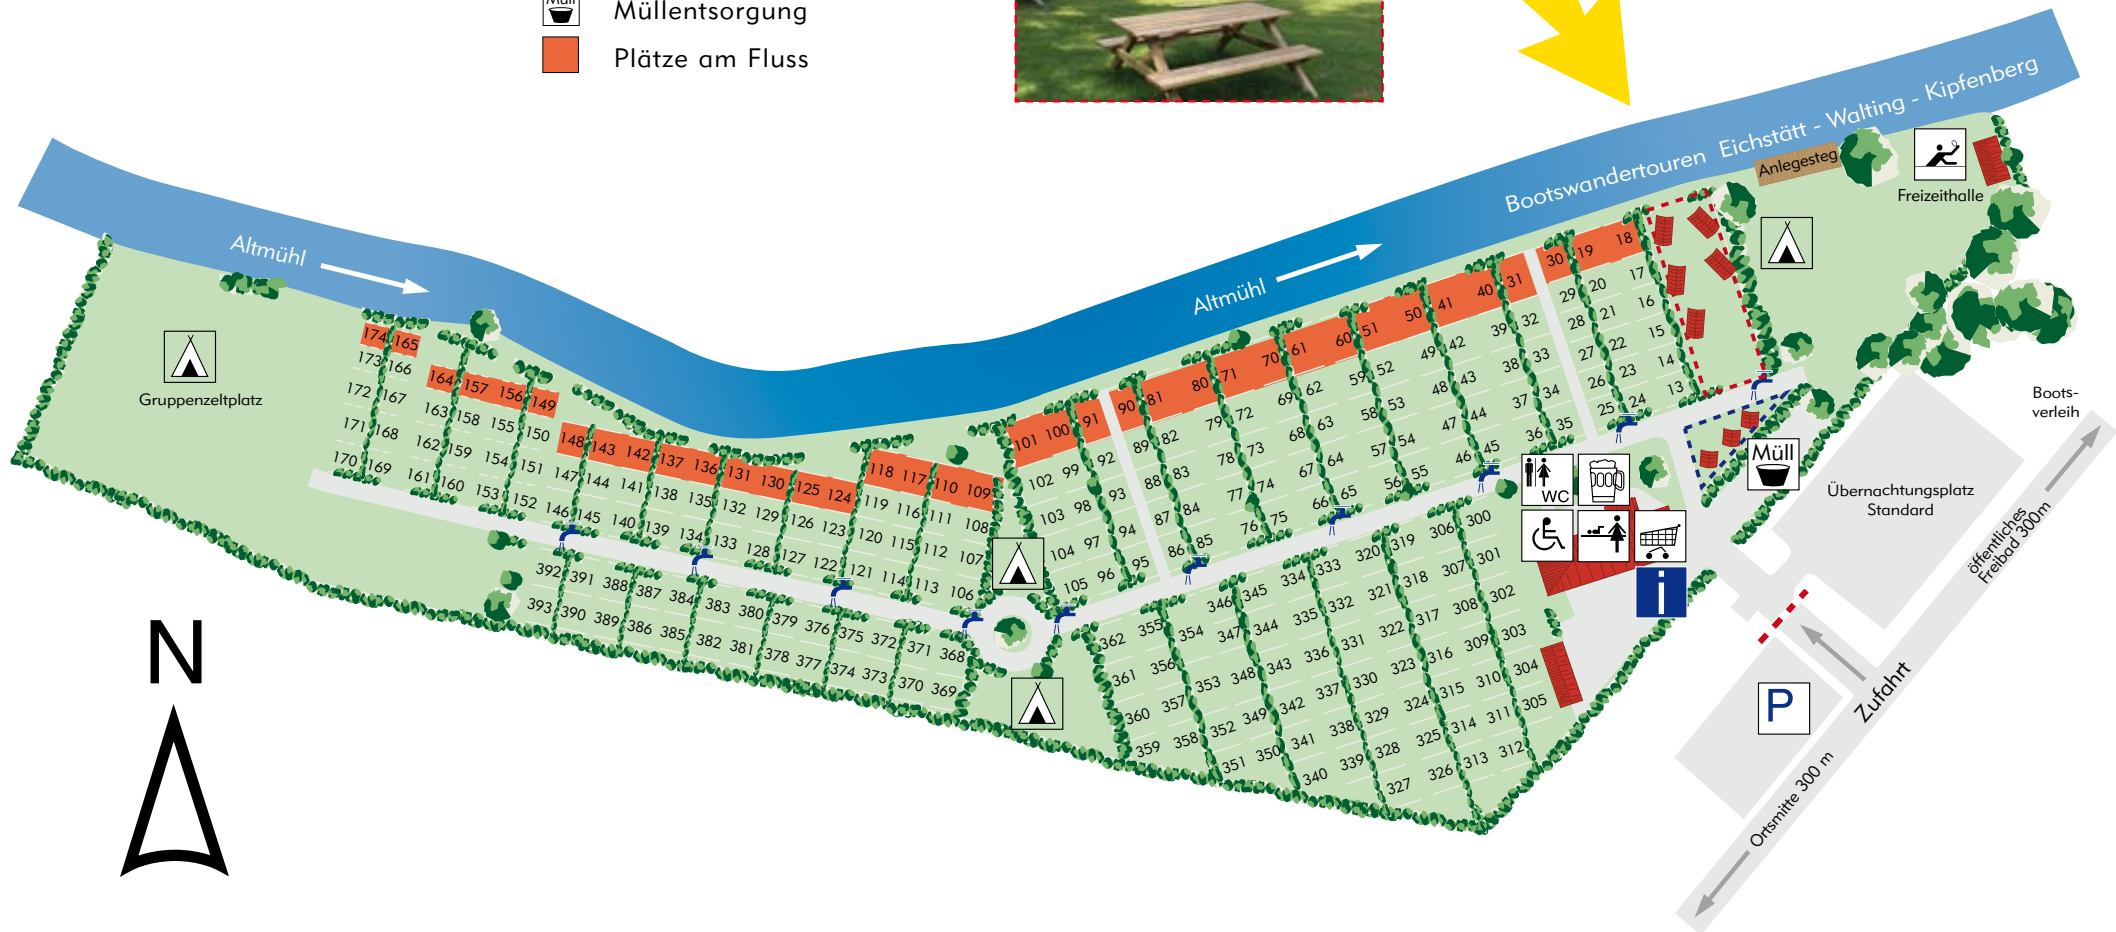 Müll
Müllentsorgung
Plätze am Fluss
Bootswandertouren Eichstätt - Walting - Kipfenberg
Anlegesteg
Freizeithalle
Altmühl
Altmühl
Gruppenzeltplatz
Boots-
verleih
Müll
Übernachtungsplatz
Standard
öffentliches
Freibad 300m
Zufahrt
Ortsmitte 300 m
P
i
WC
N
174 165
173 166
172 167
171 168
170 169
164 157 156 149
163 158 155 150
162 159 154 151
161 160 153 152
148 143 142 137 136 131 130 125 124
147 144 141 138 135 132 129 126 123
146 145 140 139 134 133 128 127 122 121
118 117 110 109
119 116 111 108
120 115 112 107
114 113 106
392 391 388 387 384 383 380 379 376 375 372 371 368
393 390 389 386 385 382 381 378 377 374 373 370 369
101 100 91
102 99 92
103 98 93
104 97 94
105 96 95
90 81 80 71 70 61 60 51 50 41 40 31
89 82 79 72 69 62 59 52 49 42 39 32
88 83 78 73 68 63 58 53 48 43 38 33
87 84 77 74 67 64 57 54 47 44 37 34
86 85 76 75 66 65 56 55 46 45 36 35
30 19 18
29 20 17
28 21 16
27 22 15
26 23 14
25 24 13
362 355 354 346 345 334 333 320 319 306 300
361 356 353 347 344 335 332 321 318 307 301
360 357 352 348 343 336 331 322 317 308 302
359 358 351 349 342 337 330 323 316 309 303
350 341 338 329 324 315 310 304
340 339 328 325 314 311 305
327 326 313 312